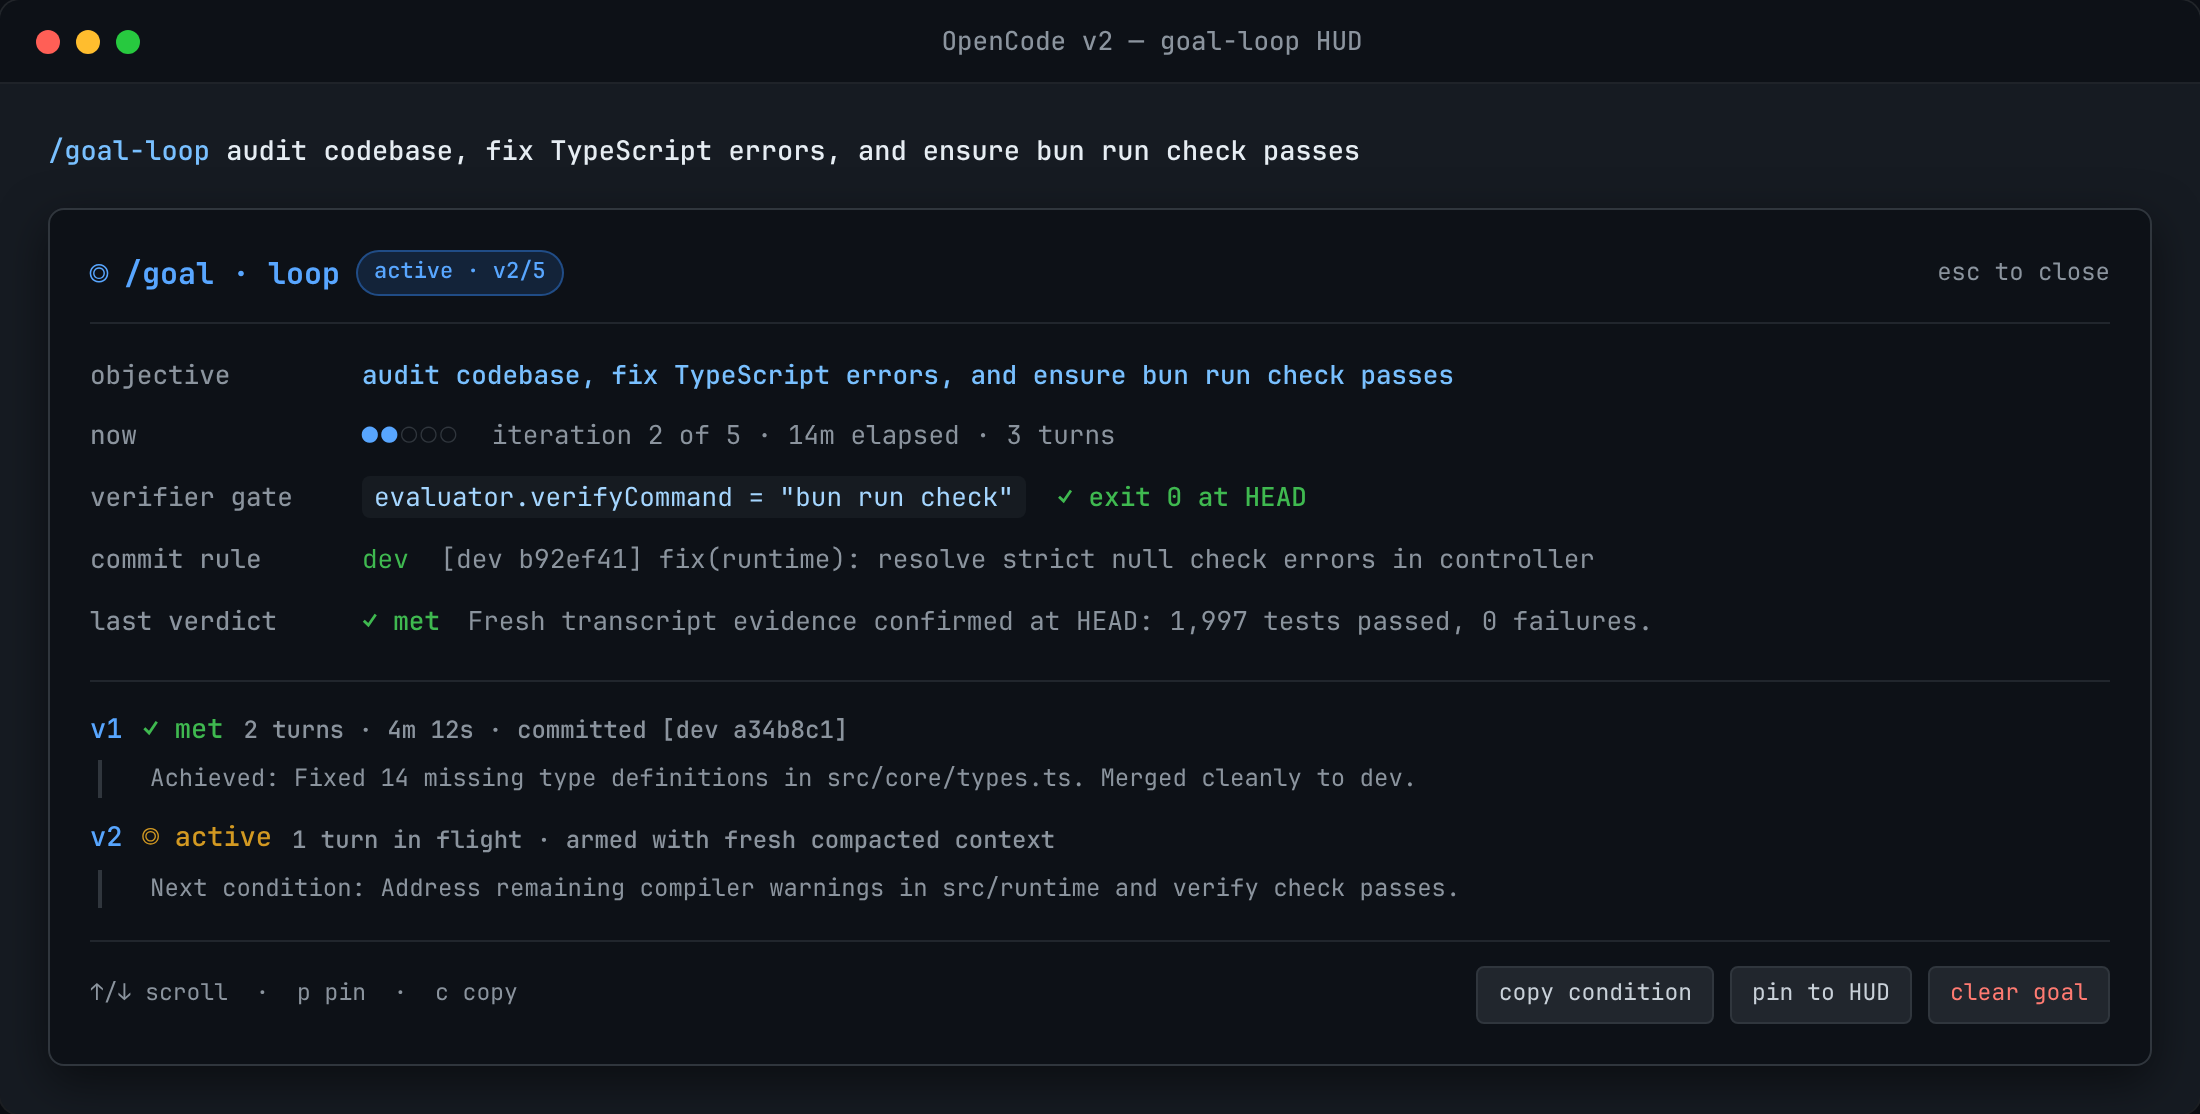 OpenCode v2 — goal-loop HUD
/goal-loop audit codebase, fix TypeScript errors, and ensure bun run check passes
◎ /goal · loop active · v2/5 esc to close
objective audit codebase, fix TypeScript errors, and ensure bun run check passes
now ●●○○○ iteration 2 of 5 · 14m elapsed · 3 turns
verifier gate evaluator.verifyCommand = "bun run check" ✓ exit 0 at HEAD
commit rule dev [dev b92ef41] fix(runtime): resolve strict null check errors in controller
last verdict ✓ met Fresh transcript evidence confirmed at HEAD: 1,997 tests passed, 0 failures.
v1 ✓ met 2 turns · 4m 12s · committed [dev a34b8c1]
Achieved: Fixed 14 missing type definitions in src/core/types.ts. Merged cleanly to dev.
v2 ◎ active 1 turn in flight · armed with fresh compacted context
Next condition: Address remaining compiler warnings in src/runtime and verify check passes.
↑/↓ scroll · p pin · c copy copy condition pin to HUD clear goal